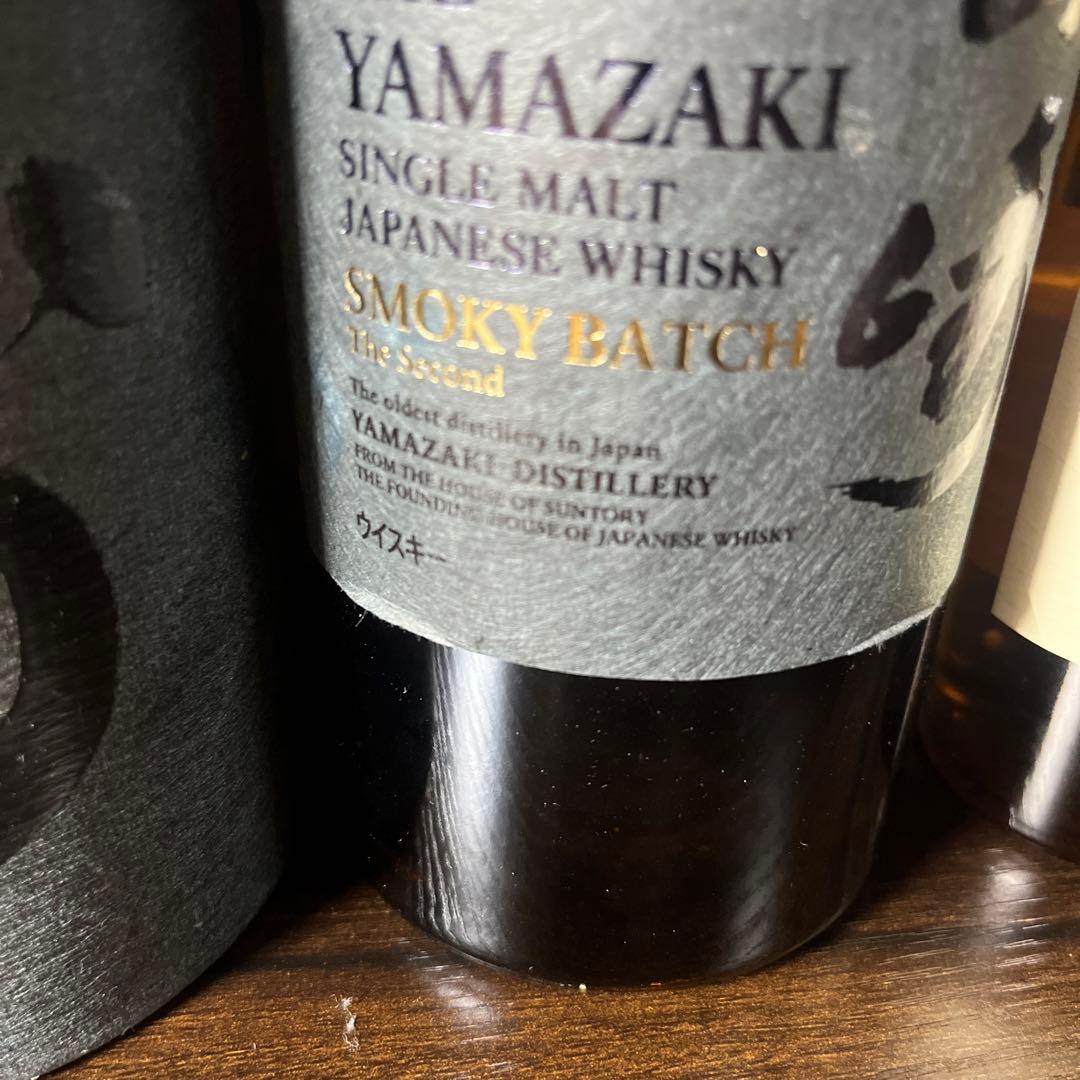 YAMAZAKI
SINGLE MALT
JAPANESE WHISKY
SMOKY BATCH
The Second
The oldest distillery in Japan
YAMAZAKI DISTILLERY
FROM THE HOUSE OF SUNTORY
THE FOUNDING HOUSE OF JAPANESE WHISKY
ウイスキー